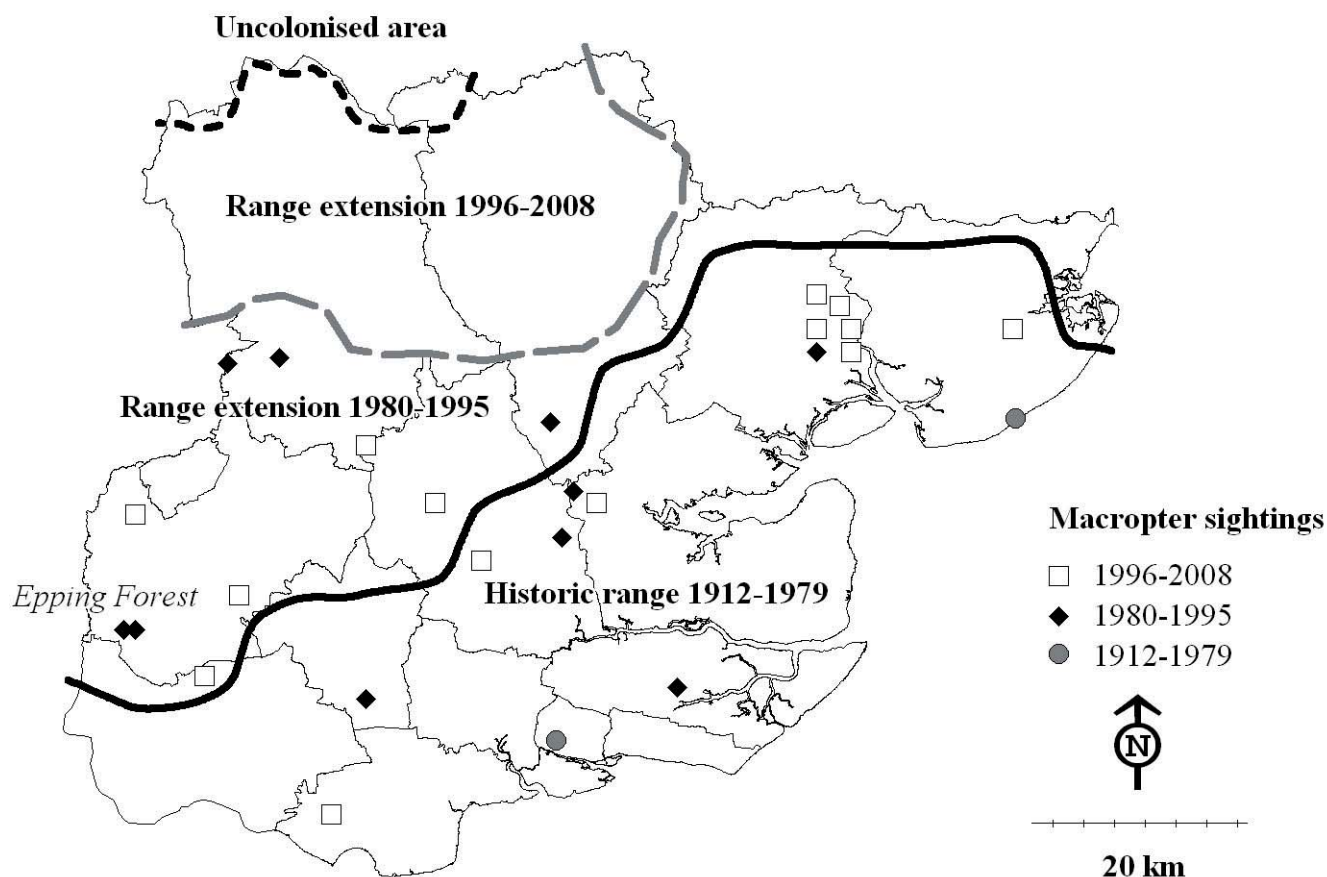 Uncolonised area
Range extension 1996-2008
Range extension 1980-1995
Epping Forest
Historic range 1912-1979
Macropter sightings
1996-2008
1980-1995
1912-1979
N
20 km